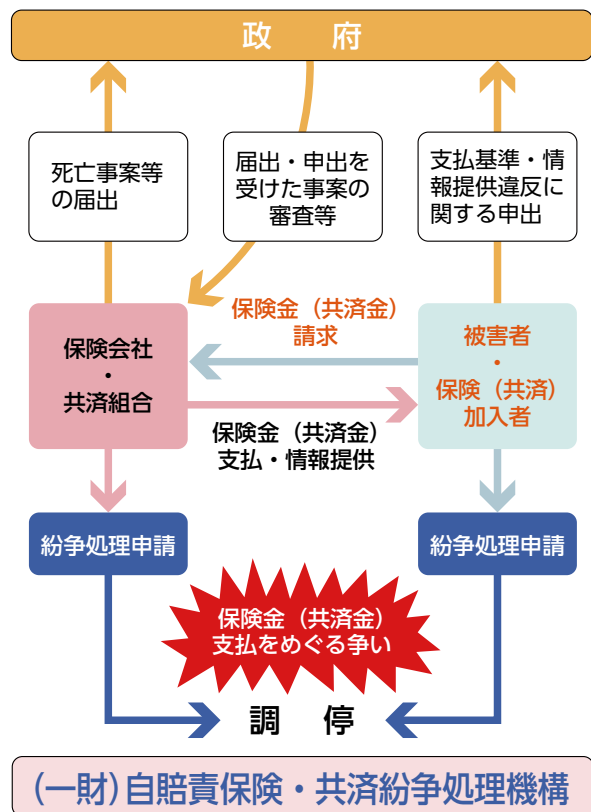 政　府
死亡事案等
の届出
届出・申出を
受けた事案の
審査等
支払基準・情
報提供違反に
関する申出
保険会社
・
共済組合
保険金（共済金）
請求
保険金（共済金）
支払・情報提供
被害者
・
保険（共済）
加入者
紛争処理申請
紛争処理申請
保険金（共済金）
支払をめぐる争い
調　停
(一財)自賠責保険・共済紛争処理機構